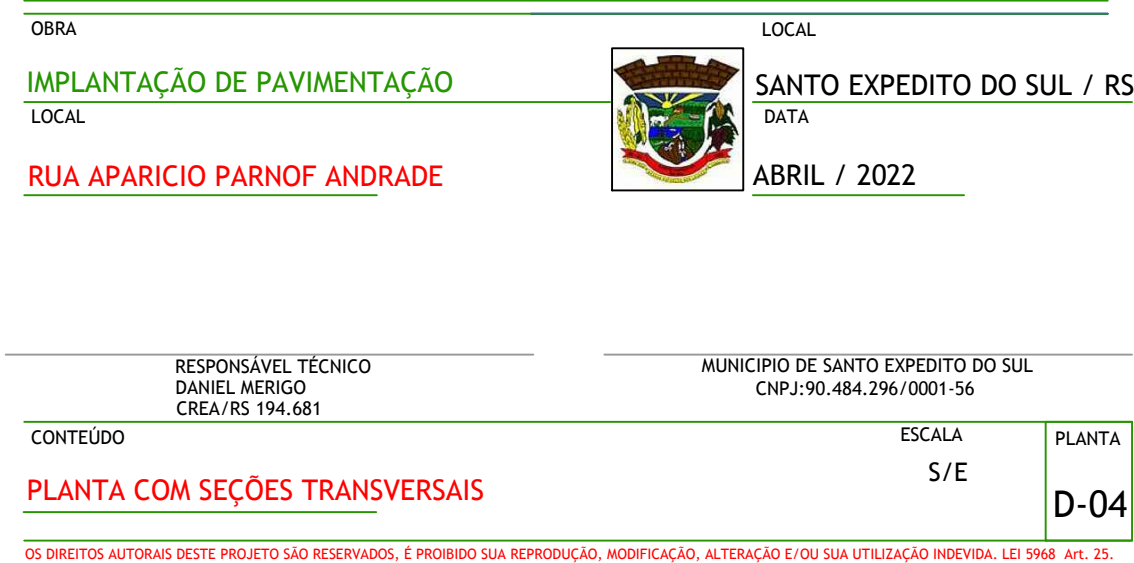 OBRA
LOCAL
IMPLANTAÇÃO DE PAVIMENTAÇÃO
SANTO EXPEDITO DO SUL / RS
LOCAL
DATA
RUA APARICIO PARNOF ANDRADE
ABRIL / 2022
RESPONSÁVEL TÉCNICO
DANIEL MERIGO
CREA/RS 194.681
MUNICIPIO DE SANTO EXPEDITO DO SUL
CNPJ:90.484.296/0001-56
CONTEÚDO
ESCALA
PLANTA
PLANTA COM SEÇÕES TRANSVERSAIS
S/E
D-04
OS DIREITOS AUTORAIS DESTE PROJETO SÃO RESERVADOS, É PROIBIDO SUA REPRODUÇÃO, MODIFICAÇÃO, ALTERAÇÃO E/OU SUA UTILIZAÇÃO INDEVIDA. LEI 5968 Art. 25.